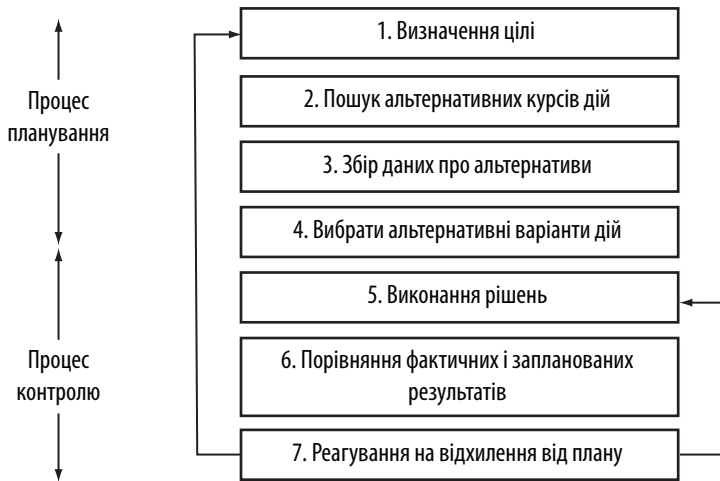 1. Визначення цілі
Процес
планування
2. Пошук альтернативних курсів дій
3. Збір даних про альтернативи
4. Вибрати альтернативні варіанти дій
5. Виконання рішень
Процес
контролю
6. Порівняння фактичних і запланованих
результатів
7. Реагування на відхилення від плану